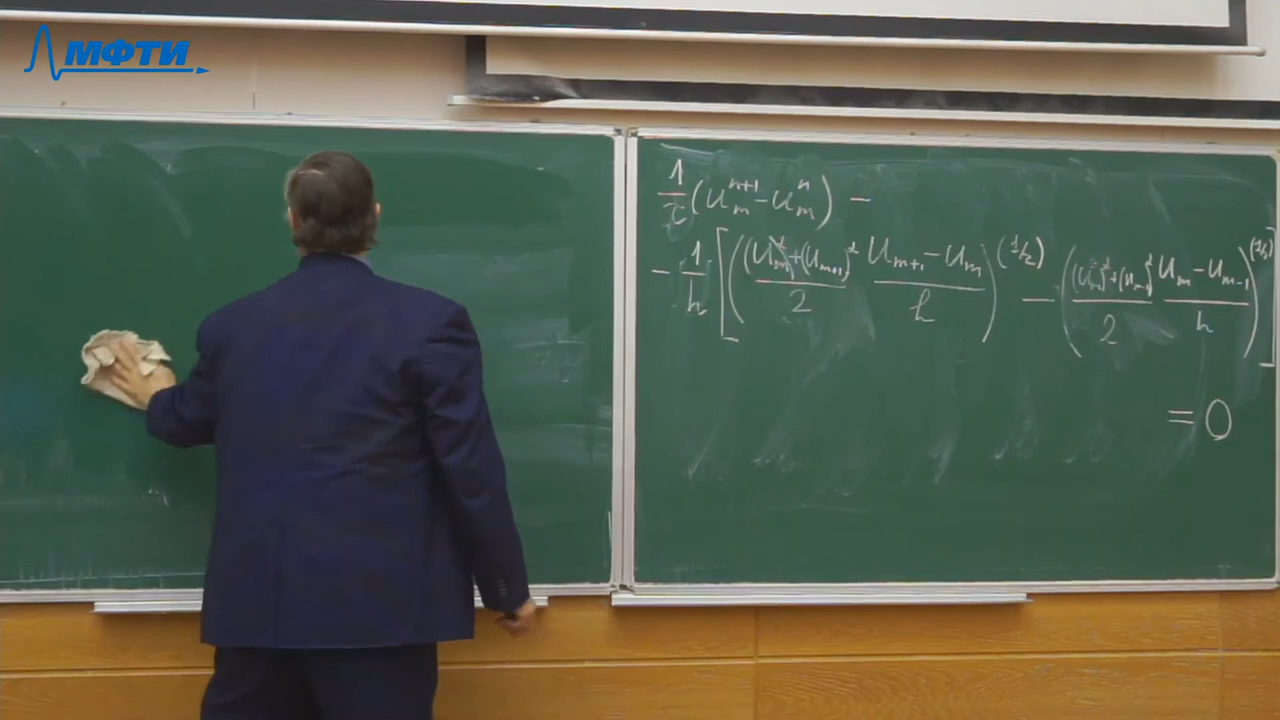 МФТИ
1/τ (u_m^{n+1} - u_m^n) -
- 1/h [ ( ((u_m)^2 + (u_{m+1})^2)/2 (u_{m+1} - u_m)/h )^{(1/2)} - ( ((u_m)^2 + (u_{m-1})^2)/2 (u_m - u_{m-1})/h )^{(1/2)} ]
= 0